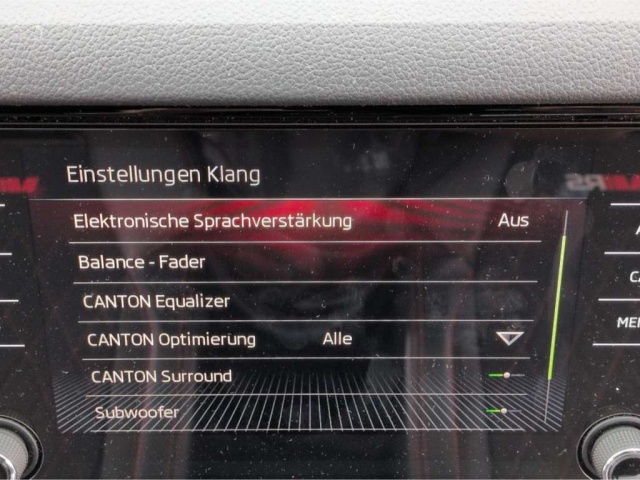 Einstellungen Klang
Elektronische Sprachverstärkung Aus
Balance - Fader
CANTON Equalizer
CANTON Optimierung Alle
CANTON Surround
Subwoofer